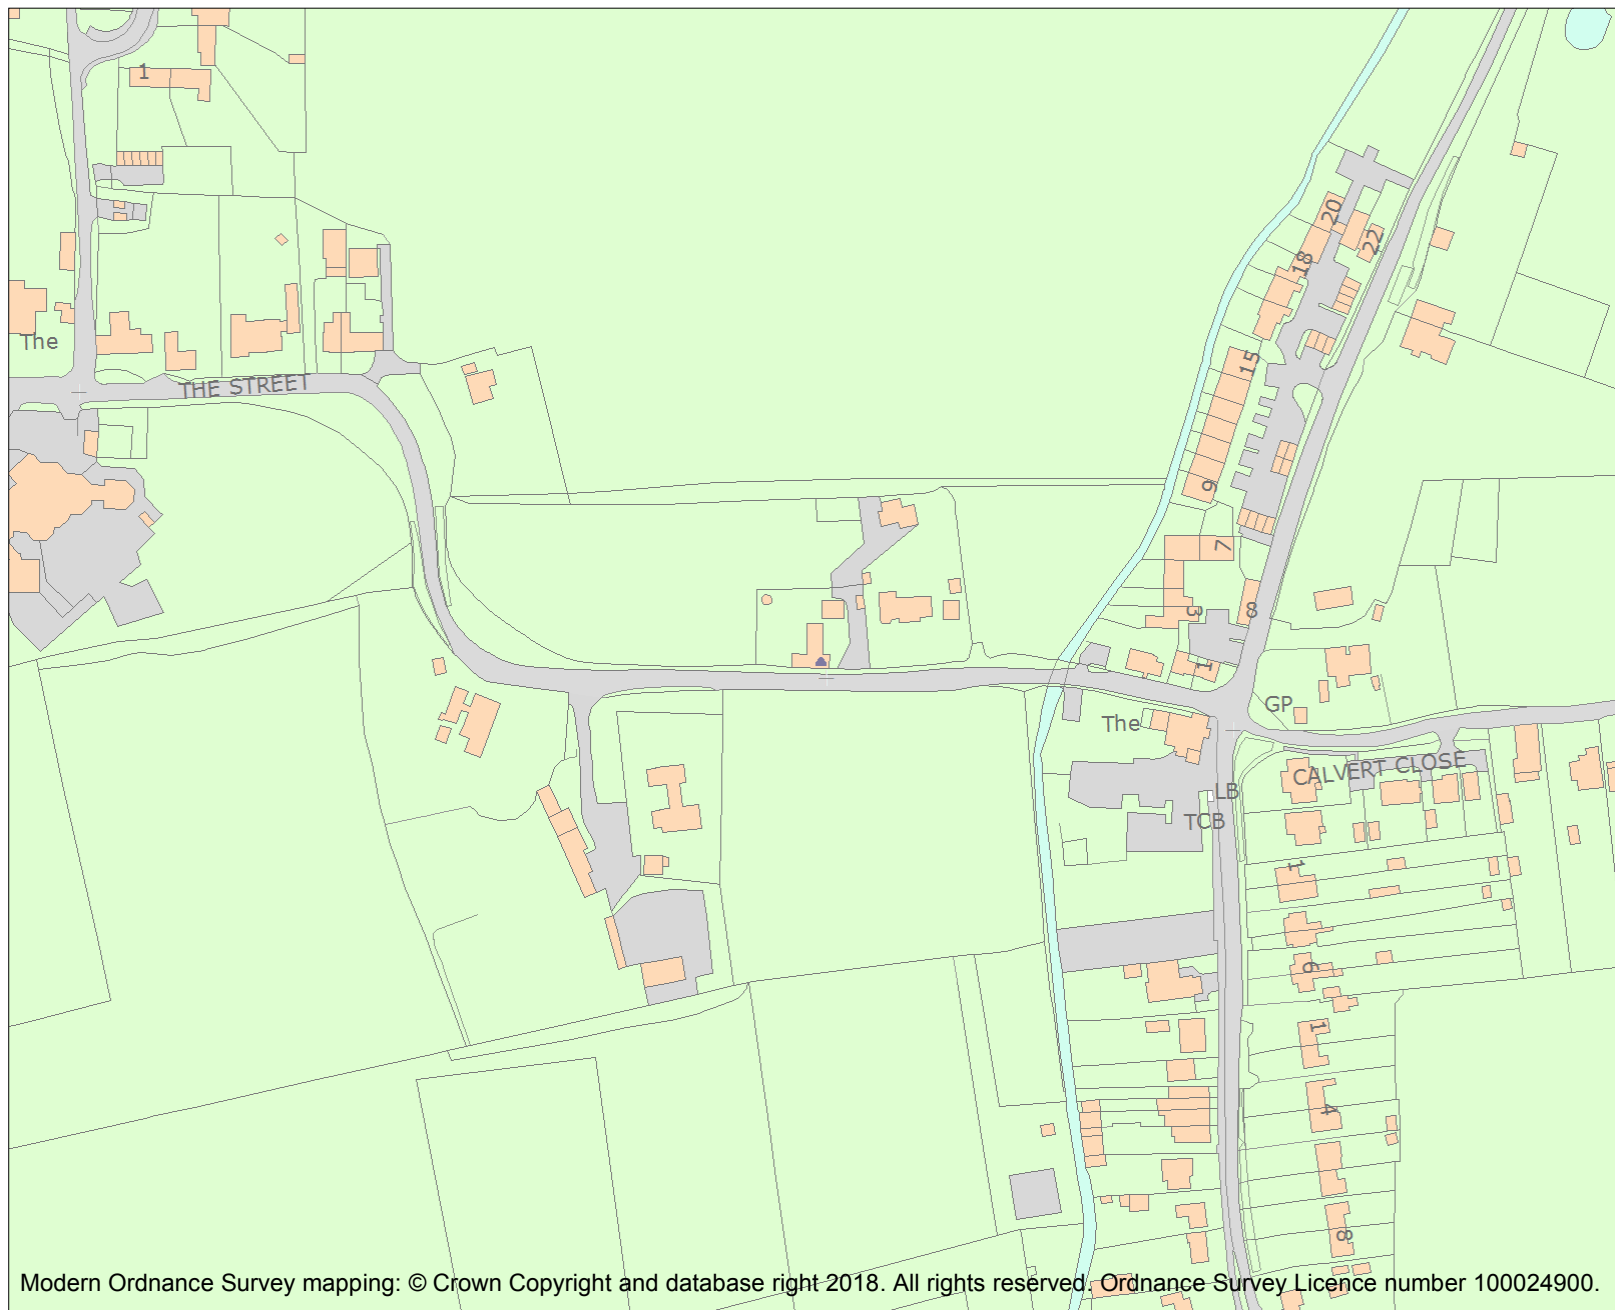 1
20
22
18
The
15
THE STREET
9
7
8
3
1
GP
The
CALVERT CLOSE
LB
TCB
1
6
1
4
8
Modern Ordnance Survey mapping: © Crown Copyright and database right 2018. All rights reserved. Ordnance Survey Licence number 100024900.